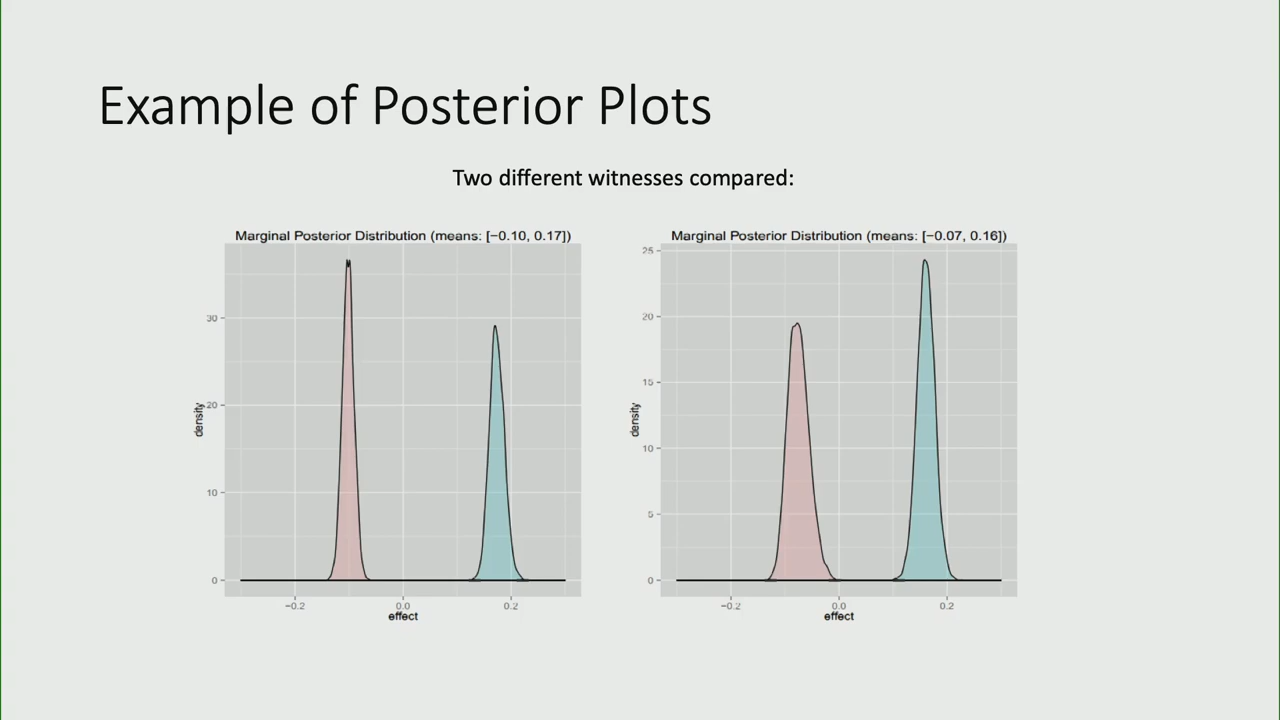 Example of Posterior Plots
Two different witnesses compared:
Marginal Posterior Distribution (means: [−0.10, 0.17])
30
20
10
0
density
−0.2 0.0 0.2
effect
Marginal Posterior Distribution (means: [−0.07, 0.16])
25
20
15
10
5
0
density
−0.2 0.0 0.2
effect